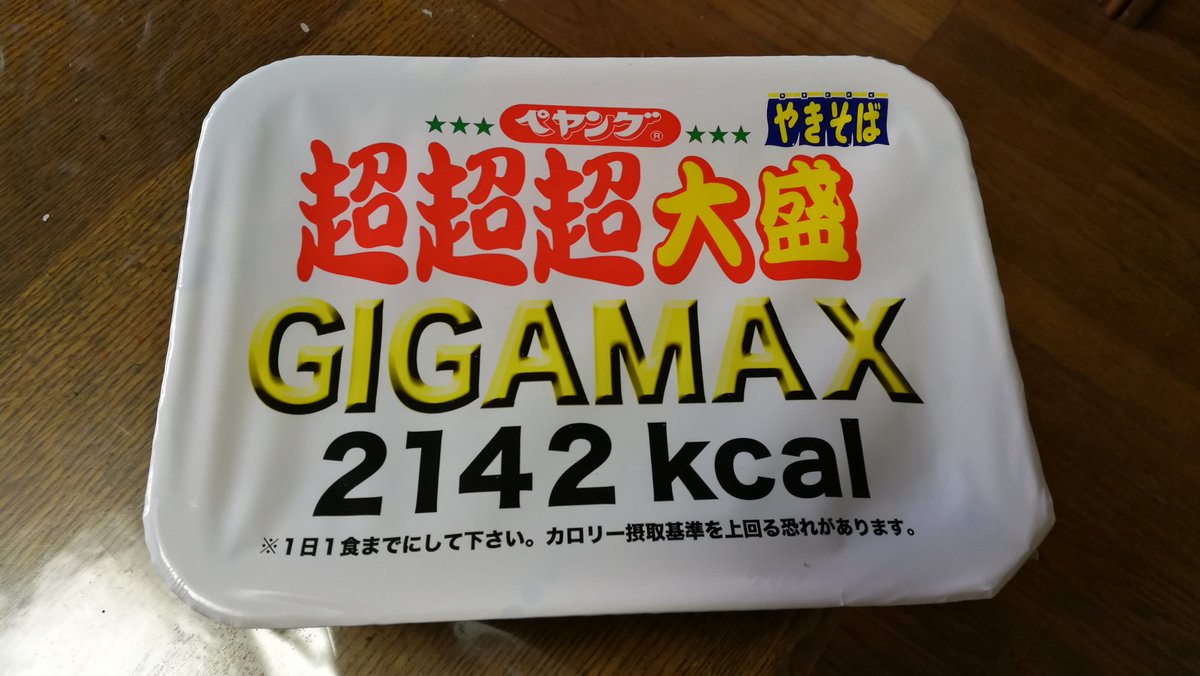 ★★★ ペヤング® ★★★
やきそば
超超超大盛
GIGAMAX
2142 kcal
※1日1食までにして下さい。カロリー摂取基準を上回る恐れがあります。